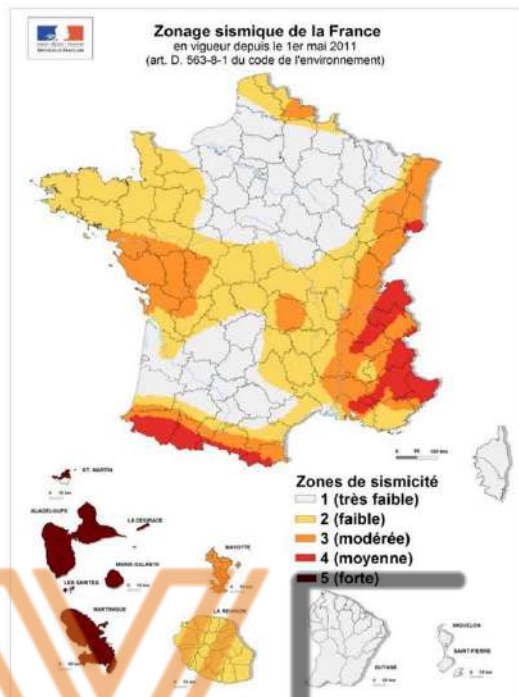 Zonage sismique de la France
en vigueur depuis le 1er mai 2011
(art. D. 563-8-1 du code de l'environnement)
ST. MARTIN
GUADELOUPE
LA DESIRADE
MARIE-GALANTE
LES SAINTES
MARTINIQUE
MAYOTTE
LA REUNION
Zones de sismicité
1 (très faible)
2 (faible)
3 (modérée)
4 (moyenne)
5 (forte)
GUYANE
MIQUELON
SAINT-PIERRE